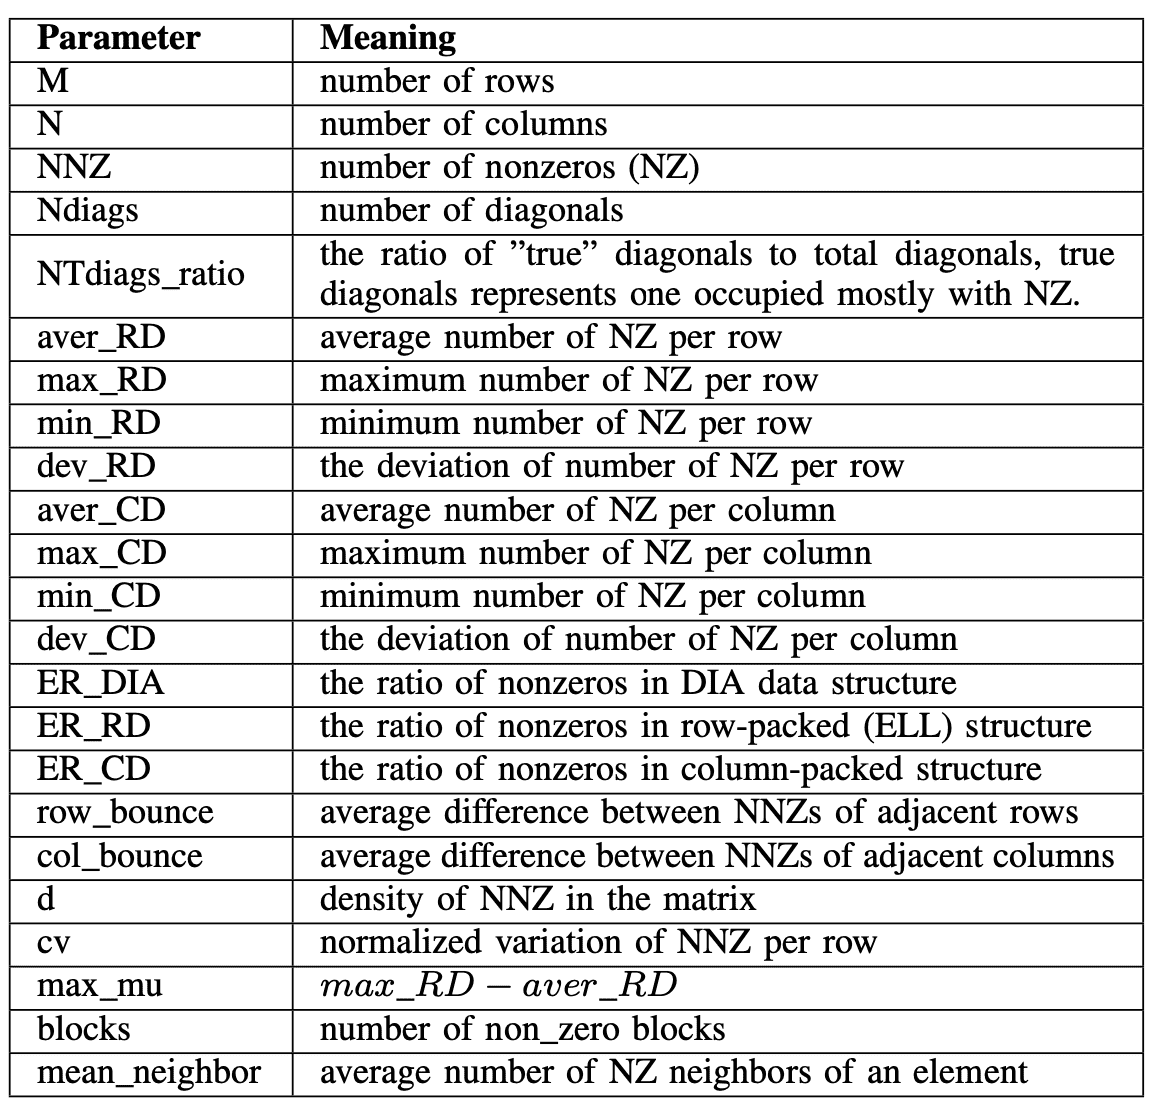 Parameter Meaning
M number of rows
N number of columns
NNZ number of nonzeros (NZ)
Ndiags number of diagonals
NTdiags_ratio the ratio of ”true” diagonals to total diagonals, true
diagonals represents one occupied mostly with NZ.
aver_RD average number of NZ per row
max_RD maximum number of NZ per row
min_RD minimum number of NZ per row
dev_RD the deviation of number of NZ per row
aver_CD average number of NZ per column
max_CD maximum number of NZ per column
min_CD minimum number of NZ per column
dev_CD the deviation of number of NZ per column
ER_DIA the ratio of nonzeros in DIA data structure
ER_RD the ratio of nonzeros in row-packed (ELL) structure
ER_CD the ratio of nonzeros in column-packed structure
row_bounce average difference between NNZs of adjacent rows
col_bounce average difference between NNZs of adjacent columns
d density of NNZ in the matrix
cv normalized variation of NNZ per row
max_mu max_RD − aver_RD
blocks number of non_zero blocks
mean_neighbor average number of NZ neighbors of an element